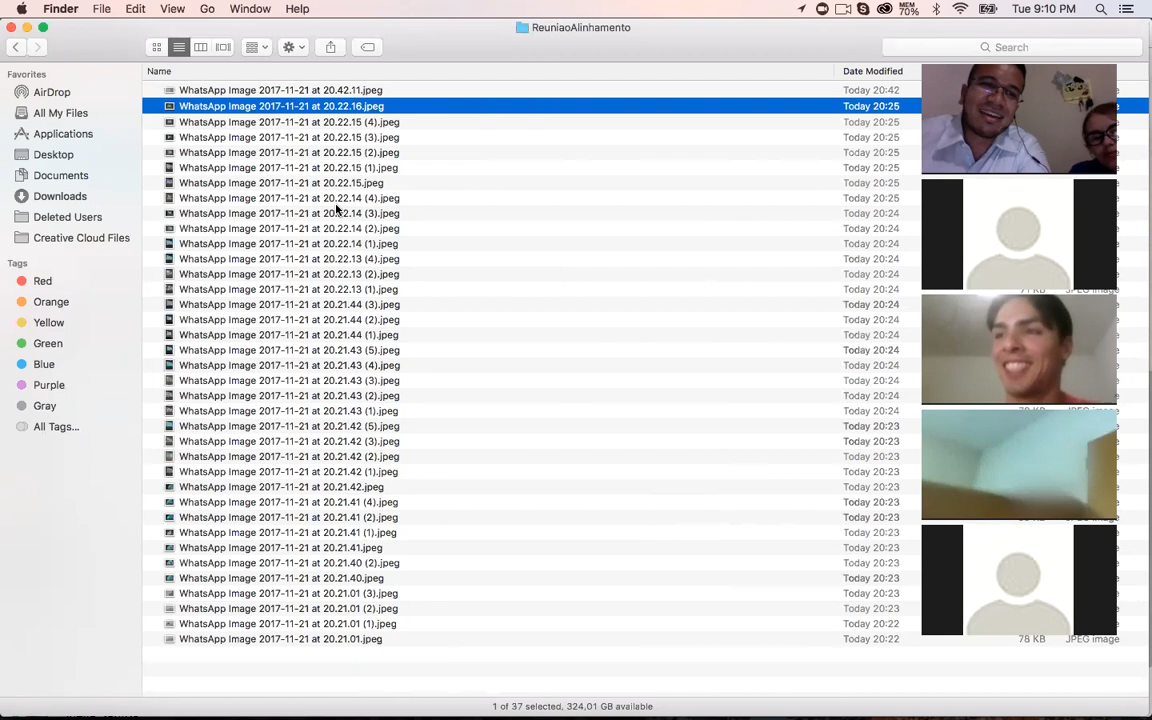 Finder File Edit View Go Window Help MEM 70% Tue 9:10 PM
ReuniaoAlinhamento
Search
Favorites
AirDrop
All My Files
Applications
Desktop
Documents
Downloads
Deleted Users
Creative Cloud Files
Tags
Red
Orange
Yellow
Green
Blue
Purple
Gray
All Tags...
Name Date Modified
WhatsApp Image 2017-11-21 at 20.42.11.jpeg Today 20:42
WhatsApp Image 2017-11-21 at 20.22.16.jpeg Today 20:25
WhatsApp Image 2017-11-21 at 20.22.15 (4).jpeg Today 20:25
WhatsApp Image 2017-11-21 at 20.22.15 (3).jpeg Today 20:25
WhatsApp Image 2017-11-21 at 20.22.15 (2).jpeg Today 20:25
WhatsApp Image 2017-11-21 at 20.22.15 (1).jpeg Today 20:25
WhatsApp Image 2017-11-21 at 20.22.15.jpeg Today 20:25
WhatsApp Image 2017-11-21 at 20.22.14 (4).jpeg Today 20:25
WhatsApp Image 2017-11-21 at 20.22.14 (3).jpeg Today 20:24
WhatsApp Image 2017-11-21 at 20.22.14 (2).jpeg Today 20:24
WhatsApp Image 2017-11-21 at 20.22.14 (1).jpeg Today 20:24
WhatsApp Image 2017-11-21 at 20.22.13 (4).jpeg Today 20:24
WhatsApp Image 2017-11-21 at 20.22.13 (2).jpeg Today 20:24
WhatsApp Image 2017-11-21 at 20.22.13 (1).jpeg Today 20:24
WhatsApp Image 2017-11-21 at 20.21.44 (3).jpeg Today 20:24
WhatsApp Image 2017-11-21 at 20.21.44 (2).jpeg Today 20:24
WhatsApp Image 2017-11-21 at 20.21.44 (1).jpeg Today 20:24
WhatsApp Image 2017-11-21 at 20.21.43 (5).jpeg Today 20:24
WhatsApp Image 2017-11-21 at 20.21.43 (4).jpeg Today 20:24
WhatsApp Image 2017-11-21 at 20.21.43 (3).jpeg Today 20:24
WhatsApp Image 2017-11-21 at 20.21.43 (2).jpeg Today 20:24
WhatsApp Image 2017-11-21 at 20.21.43 (1).jpeg Today 20:24
WhatsApp Image 2017-11-21 at 20.21.42 (5).jpeg Today 20:23
WhatsApp Image 2017-11-21 at 20.21.42 (3).jpeg Today 20:23
WhatsApp Image 2017-11-21 at 20.21.42 (2).jpeg Today 20:23
WhatsApp Image 2017-11-21 at 20.21.42 (1).jpeg Today 20:23
WhatsApp Image 2017-11-21 at 20.21.42.jpeg Today 20:23
WhatsApp Image 2017-11-21 at 20.21.41 (4).jpeg Today 20:23
WhatsApp Image 2017-11-21 at 20.21.41 (2).jpeg Today 20:23
WhatsApp Image 2017-11-21 at 20.21.41 (1).jpeg Today 20:23
WhatsApp Image 2017-11-21 at 20.21.41.jpeg Today 20:23
WhatsApp Image 2017-11-21 at 20.21.40 (2).jpeg Today 20:23
WhatsApp Image 2017-11-21 at 20.21.40.jpeg Today 20:23
WhatsApp Image 2017-11-21 at 20.21.01 (3).jpeg Today 20:23
WhatsApp Image 2017-11-21 at 20.21.01 (2).jpeg Today 20:23
WhatsApp Image 2017-11-21 at 20.21.01 (1).jpeg Today 20:22
WhatsApp Image 2017-11-21 at 20.21.01.jpeg Today 20:22 78 KB JPEG image
1 of 37 selected, 324,01 GB available